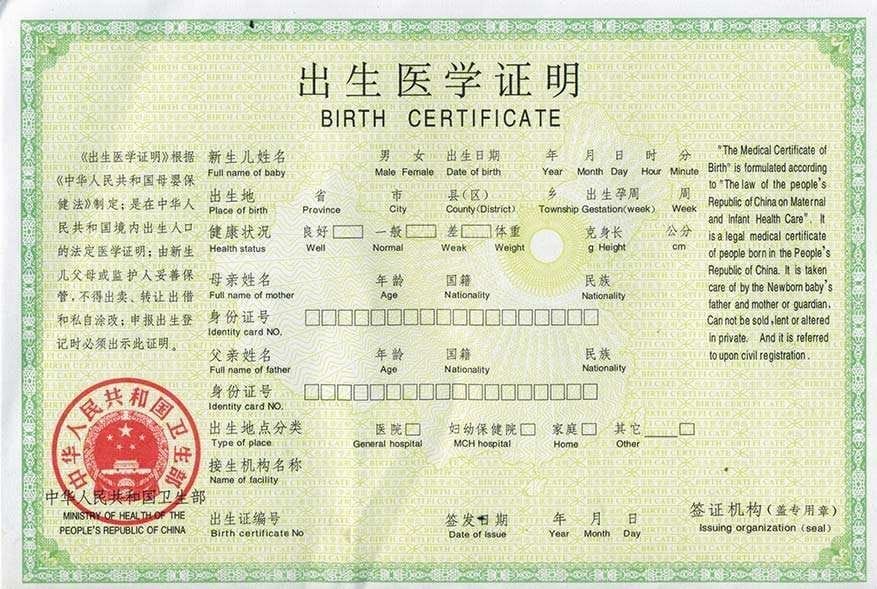 出生医学证明
BIRTH CERTIFICATE
《出生医学证明》根据
《中华人民共和国母婴保
健法》制定;是在中华人
民共和国境内出生人口
的法定医学证明;由新生
儿父母或监护人妥善保
管,不得出卖、转让出借
和私自涂改;申报出生登
记时必须出示此证明。
新生儿姓名 男 女 出生日期 年 月 日 时 分
Full name of baby Male Female Date of birth Year Month Day Hour Minute
出生地 省 市 县(区) 乡 出生孕周 周
Place of birth Province City County(District) Township Gestation(week) Week
健康状况 良好 一般 差 体重 克 身长 公分
Health status Well Normal Weak Weight g Height cm
母亲姓名 年龄 国籍 民族
Full name of mother Age Nationality Nationality
身份证号
Identity card NO.
父亲姓名 年龄 国籍 民族
Full name of father Age Nationality Nationality
身份证号
Identity card NO.
出生地点分类 医院 妇幼保健院 家庭 其它
Type of place General hospital MCH hospital Home Other
接生机构名称
Name of facility
出生证编号 签发日期 年 月 日
Birth certificate No Date of Issue Year Month Day
"The Medical Certificate of
Birth" is formulated according
to "The law of the people's
Republic of China on Maternal
and Infant Health Care". It
is a legal medical certificate
of people born in the People's
Republic of China. It is taken
care of by the Newborn baby's
father and mother or guardian.
Can not be sold ,lent or altered
in private. And it is referred
to upon civil registration.
中华人民共和国卫生部
中华人民共和国卫生部
MINISTRY OF HEALTH OF THE
PEOPLE'S REPUBLIC OF CHINA
签证机构(盖专用章)
Issuing organization (seal)